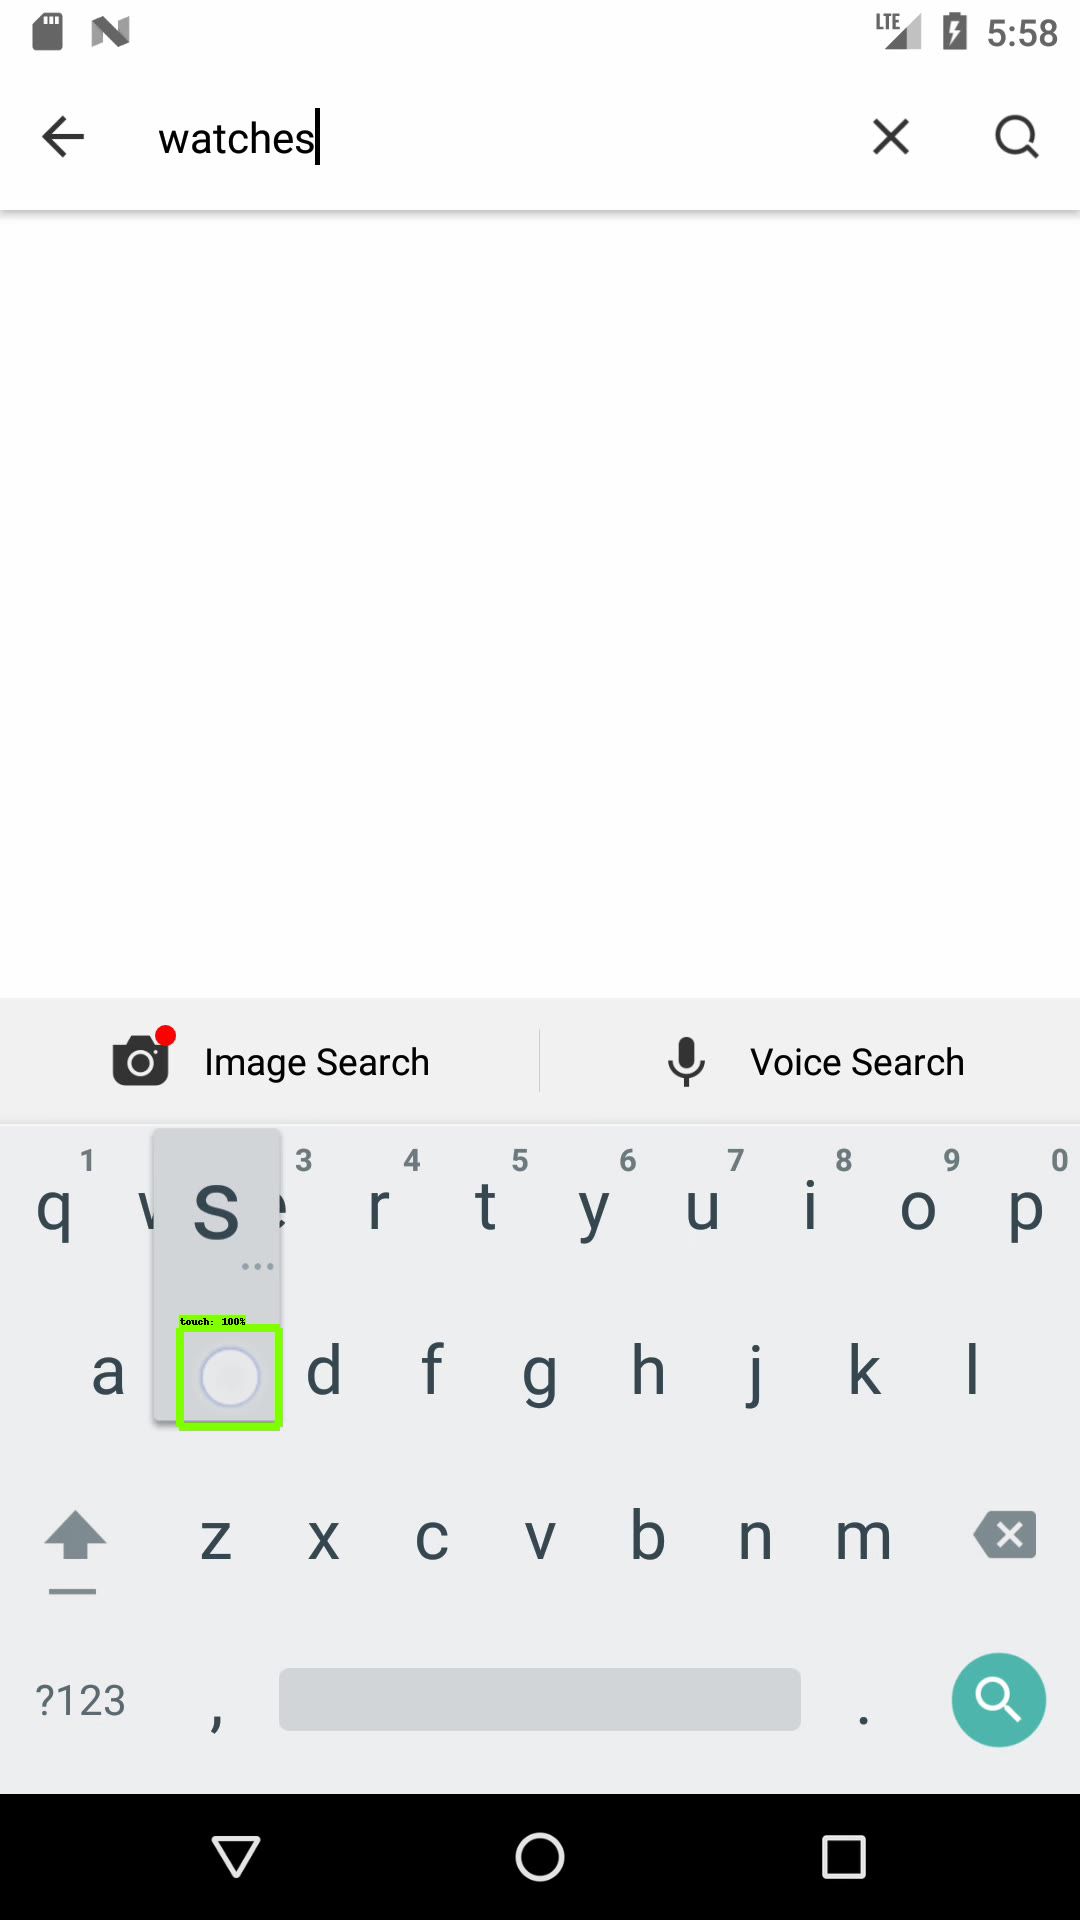 LTE 5:58
watches
Image Search Voice Search
1 3 4 5 6 7 8 9 0
q w s e r t y u i o p
touch: 100%
a d f g h j k l
z x c v b n m
?123 , .